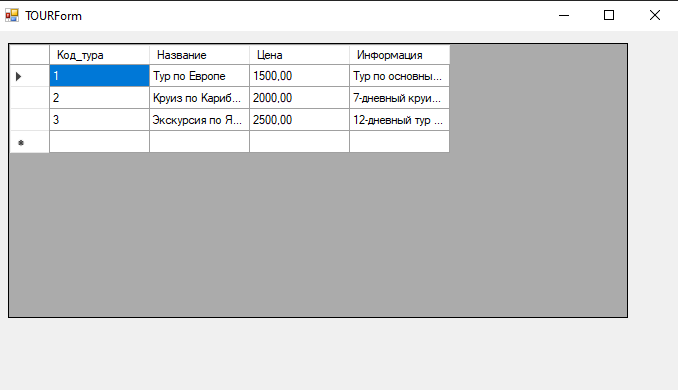 TOURForm
Код_тура Название Цена Информация
1 Тур по Европе 1500,00 Тур по основны...
2 Круиз по Кариб... 2000,00 7-дневный круи...
3 Экскурсия по Я... 2500,00 12-дневный тур ...